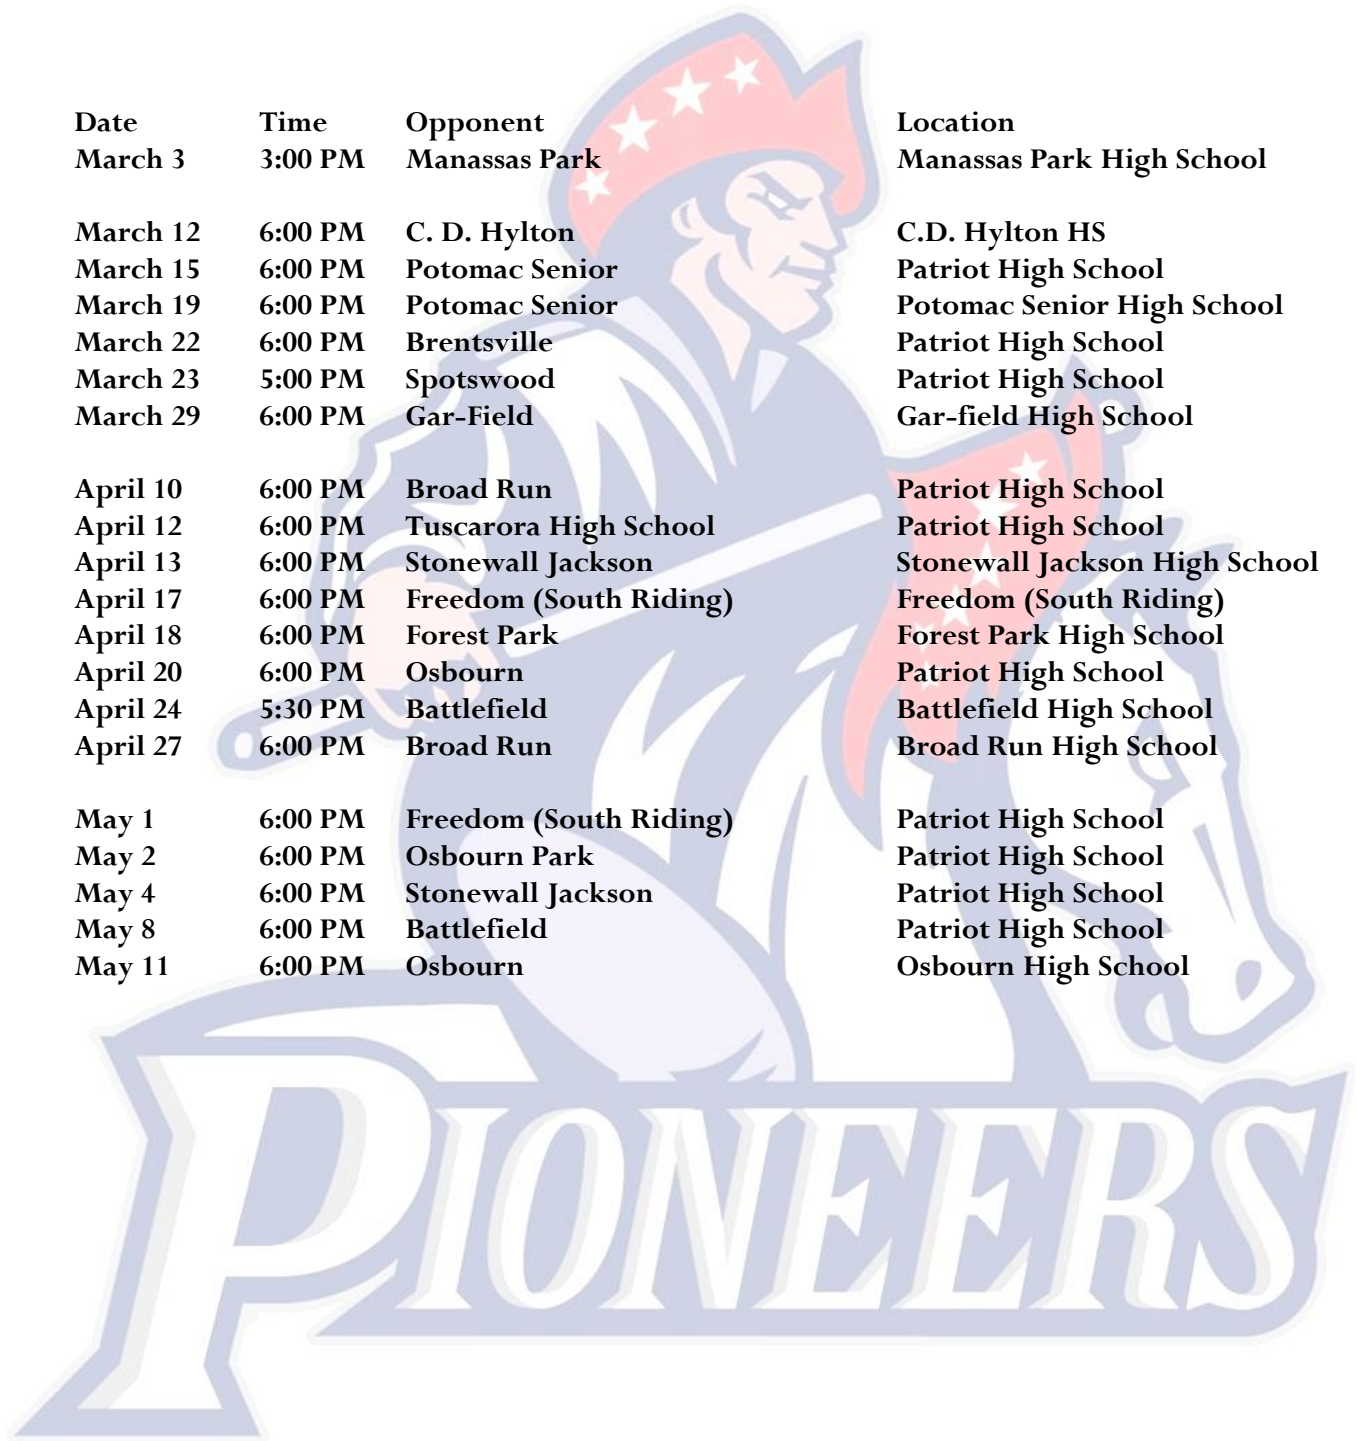 Date Time Opponent Location
March 3 3:00 PM Manassas Park Manassas Park High School
March 12 6:00 PM C. D. Hylton C.D. Hylton HS
March 15 6:00 PM Potomac Senior Patriot High School
March 19 6:00 PM Potomac Senior Potomac Senior High School
March 22 6:00 PM Brentsville Patriot High School
March 23 5:00 PM Spotswood Patriot High School
March 29 6:00 PM Gar-Field Gar-field High School
April 10 6:00 PM Broad Run Patriot High School
April 12 6:00 PM Tuscarora High School Patriot High School
April 13 6:00 PM Stonewall Jackson Stonewall Jackson High School
April 17 6:00 PM Freedom (South Riding) Freedom (South Riding)
April 18 6:00 PM Forest Park Forest Park High School
April 20 6:00 PM Osbourn Patriot High School
April 24 5:30 PM Battlefield Battlefield High School
April 27 6:00 PM Broad Run Broad Run High School
May 1 6:00 PM Freedom (South Riding) Patriot High School
May 2 6:00 PM Osbourn Park Patriot High School
May 4 6:00 PM Stonewall Jackson Patriot High School
May 8 6:00 PM Battlefield Patriot High School
May 11 6:00 PM Osbourn Osbourn High School
PIONEERS